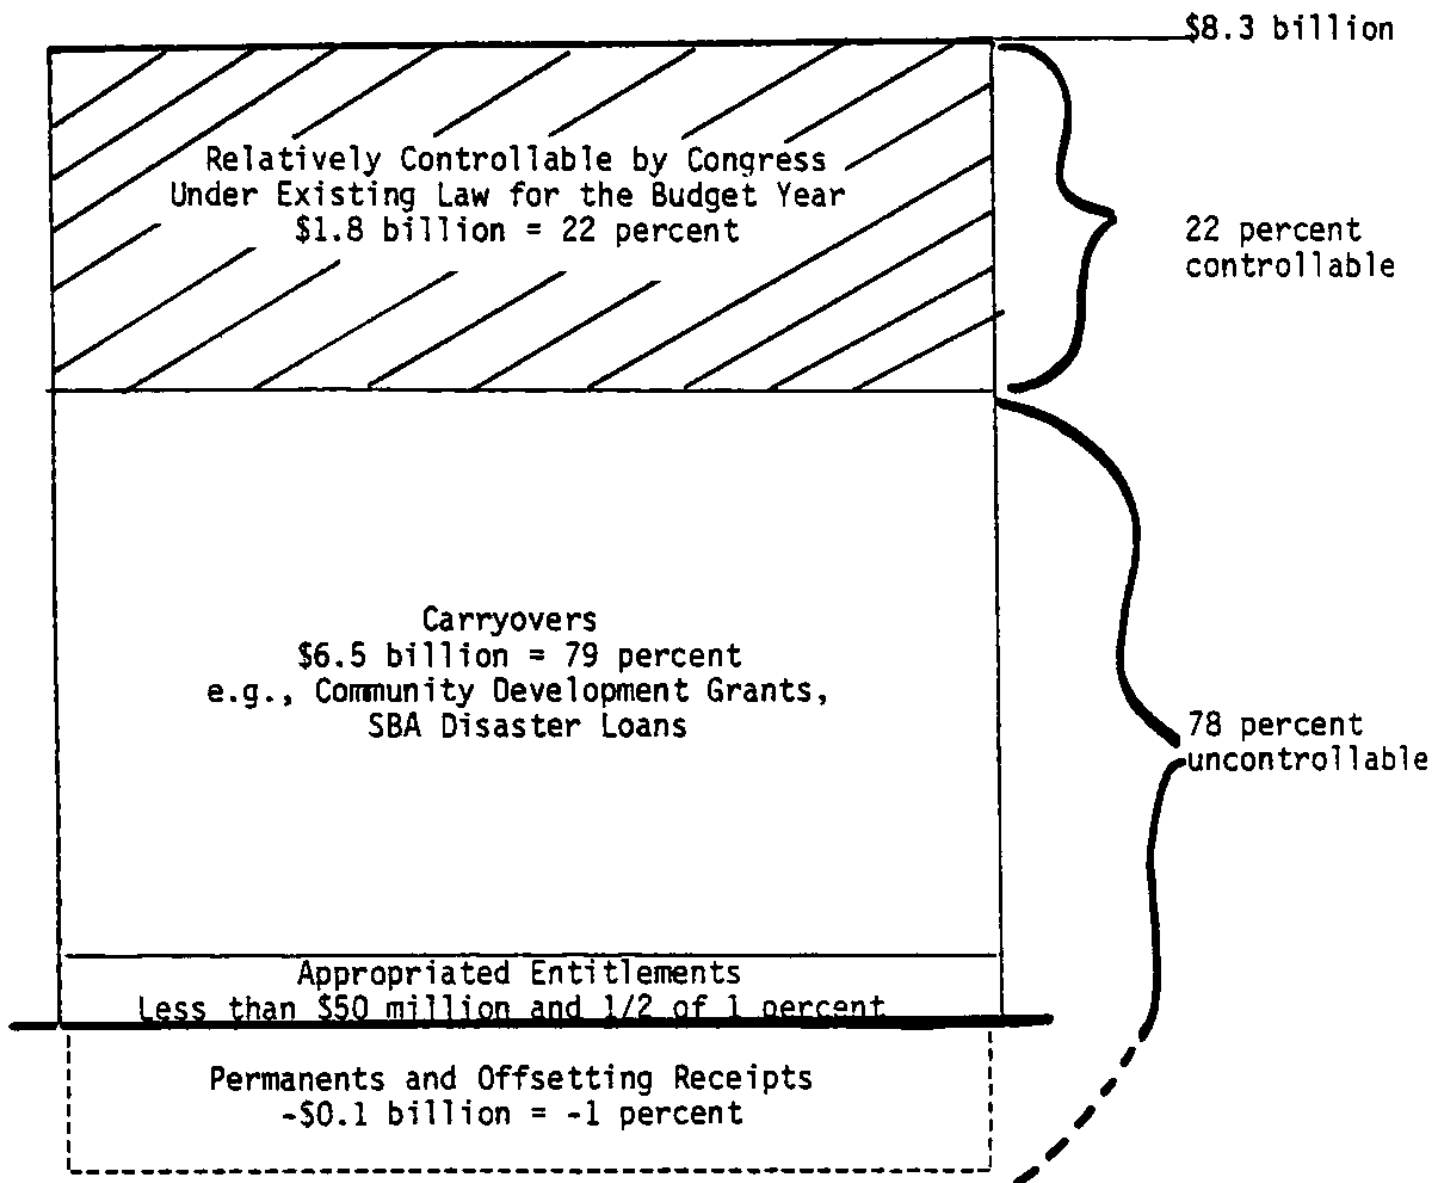 $8.3 billion
Relatively Controllable by Congress
Under Existing Law for the Budget Year
$1.8 billion = 22 percent
22 percent
controllable
Carryovers
$6.5 billion = 79 percent
e.g., Community Development Grants,
SBA Disaster Loans
78 percent
uncontrollable
Appropriated Entitlements
Less than $50 million and 1/2 of 1 percent
Permanents and Offsetting Receipts
-$0.1 billion = -1 percent